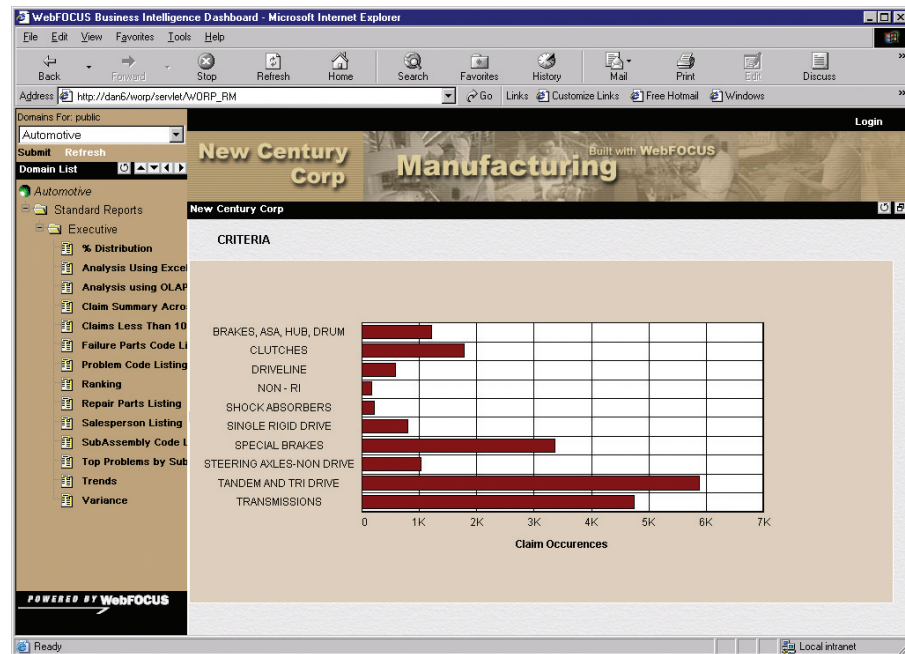 WebFOCUS Business Intelligence Dashboard - Microsoft Internet Explorer
File Edit View Favorites Tools Help
Back Forward Stop Refresh Home Search Favorites History Mail Print Edit Discuss
Address http://dan6/worp/servlet/WORP_RM Go Links Customize Links Free Hotmail Windows
Domains For: public
Login
Automotive
Submit Refresh
Domain List
New Century
Corp
Manufacturing
Built with WebFOCUS
Automotive
Standard Reports
Executive
% Distribution
Analysis Using Excel
Analysis using OLAP
Claim Summary Acro
Claims Less Than 10
Failure Parts Code Li
Problem Code Listing
Ranking
Repair Parts Listing
Salesperson Listing
SubAssembly Code L
Top Problems by Sub
Trends
Variance
POWERED BY WebFOCUS
New Century Corp
CRITERIA
BRAKES, ASA, HUB, DRUM
CLUTCHES
DRIVELINE
NON - RI
SHOCK ABSORBERS
SINGLE RIGID DRIVE
SPECIAL BRAKES
STEERING AXLES-NON DRIVE
TANDEM AND TRI DRIVE
TRANSMISSIONS
0 1K 2K 3K 4K 5K 6K 7K
Claim Occurences
Ready
Local intranet